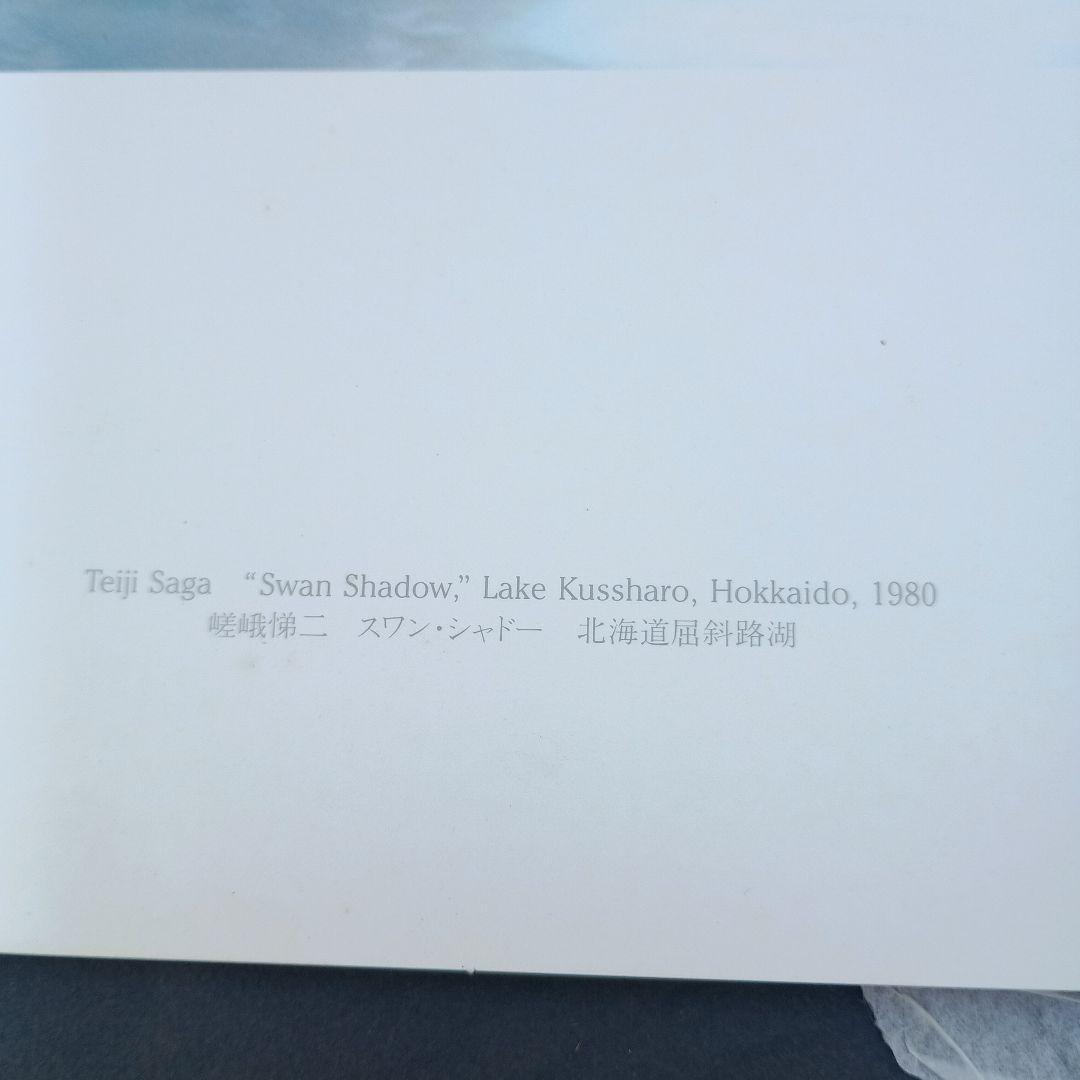 Teiji Saga “Swan Shadow,” Lake Kussharo, Hokkaido, 1980
嵯峨悌二 スワン・シャドー 北海道屈斜路湖